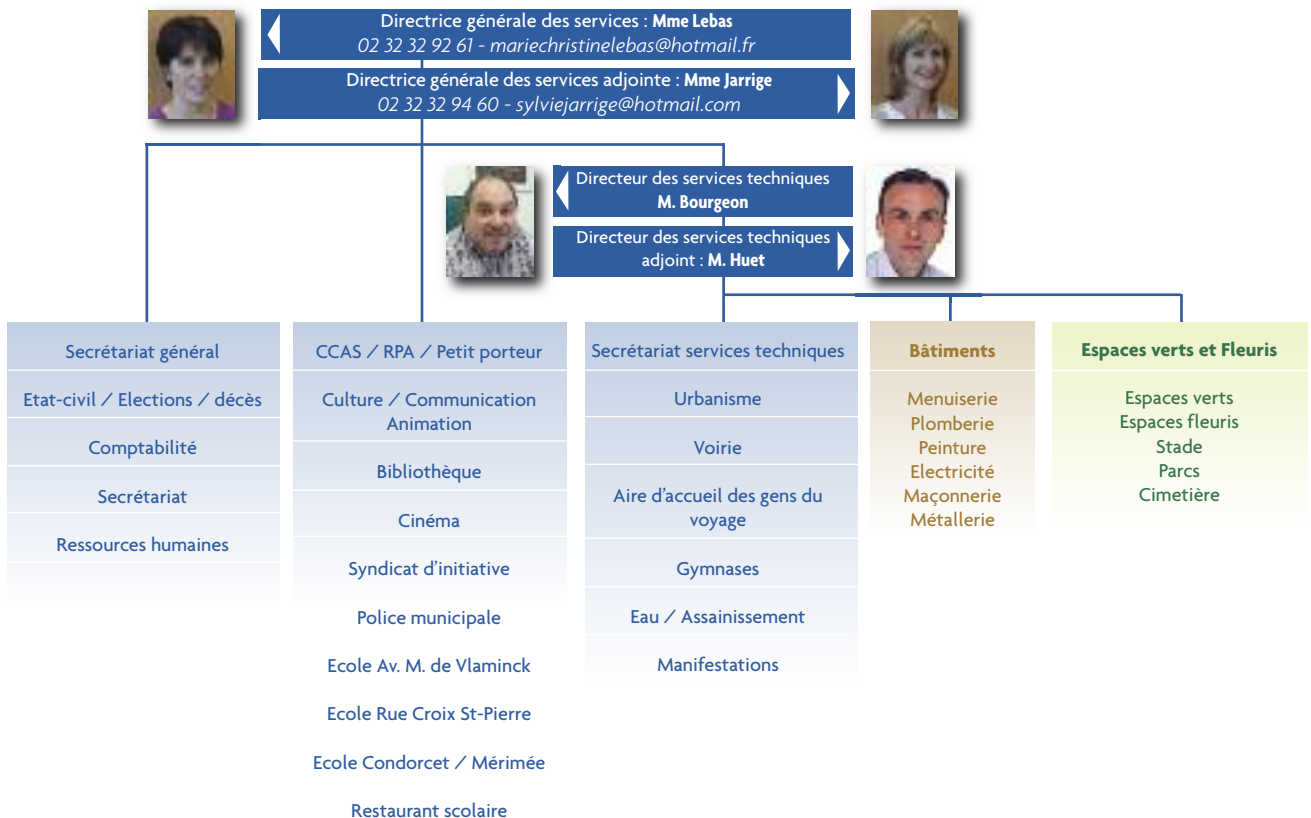 Directrice générale des services : Mme Lebas
02 32 32 92 61 - mariechristinelebas@hotmail.fr
Directrice générale des services adjointe : Mme Jarrige
02 32 32 94 60 - sylviejarrige@hotmail.com
Directeur des services techniques
M. Bourgeon
Directeur des services techniques
adjoint : M. Huet
Secrétariat général
Etat-civil / Elections / décès
Comptabilité
Secrétariat
Ressources humaines
CCAS / RPA / Petit porteur
Culture / Communication
Animation
Bibliothèque
Cinéma
Syndicat d'initiative
Police municipale
Ecole Av. M. de Vlaminck
Ecole Rue Croix St-Pierre
Ecole Condorcet / Mérimée
Restaurant scolaire
Secrétariat services techniques
Urbanisme
Voirie
Aire d'accueil des gens du
voyage
Gymnases
Eau / Assainissement
Manifestations
Bâtiments
Menuiserie
Plomberie
Peinture
Electricité
Maçonnerie
Métallerie
Espaces verts et Fleuris
Espaces verts
Espaces fleuris
Stade
Parcs
Cimetière